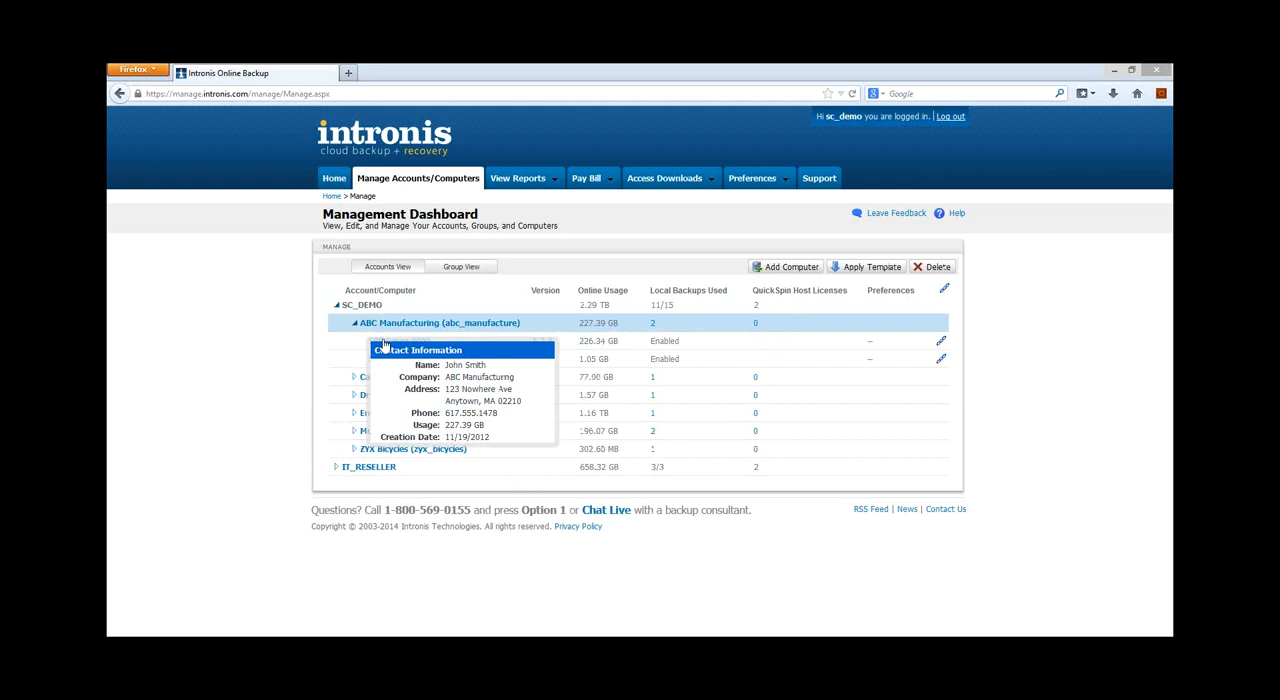 Firefox
Intronis Online Backup
https://manage.intronis.com/manage/Manage.aspx
Google
Hi sc_demo you are logged in. | Log out
intronis
cloud backup + recovery
Home Manage Accounts/Computers View Reports Pay Bill Access Downloads Preferences Support
Home > Manage
Management Dashboard
View, Edit, and Manage Your Accounts, Groups, and Computers
Leave Feedback Help
MANAGE
Accounts View Group View Add Computer Apply Template Delete
Account/Computer Version Online Usage Local Backups Used QuickSpin Host Licenses Preferences
SC_DEMO 2.29 TB 11/15 2
ABC Manufacturing (abc_manufacture) 227.39 GB 2 0
226.34 GB Enabled –
1.05 GB Enabled –
77.00 GB 1 0
1.57 GB 1 0
1.16 TB 1 0
196.07 GB 2 0
ZYX Bicycles (zyx_bicycles) 302.60 MB 1 0
IT_RESELLER 658.32 GB 3/3 2
Contact Information
Name: John Smith
Company: ABC Manufacturing
Address: 123 Nowhere Ave
Anytown, MA 02210
Phone: 617.555.1478
Usage: 227.39 GB
Creation Date: 11/19/2012
Questions? Call 1-800-569-0155 and press Option 1 or Chat Live with a backup consultant.
RSS Feed | News | Contact Us
Copyright © 2003-2014 Intronis Technologies. All rights reserved. Privacy Policy